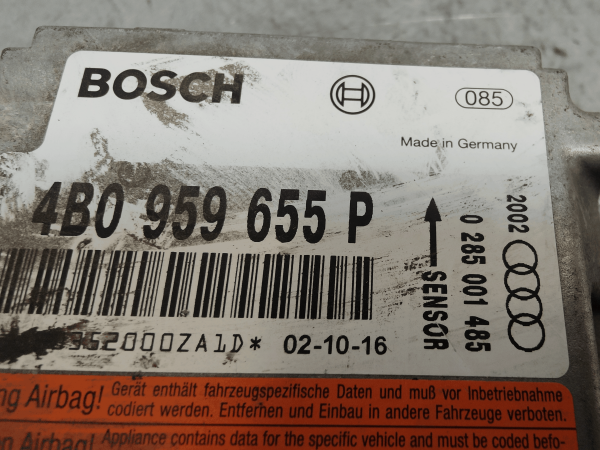 BOSCH
085
Made in Germany
4B0 959 655 P
SENSOR
0 285 001 485
2002
02-10-16
Airbag! Gerät enthält fahrzeugspezifische Daten und muß vor Inbetriebnahme
codiert werden. Entfernen und Einbau in andere Fahrzeuge verboten.
Airbag! Appliance contains data for the specific vehicle and must be coded befo-